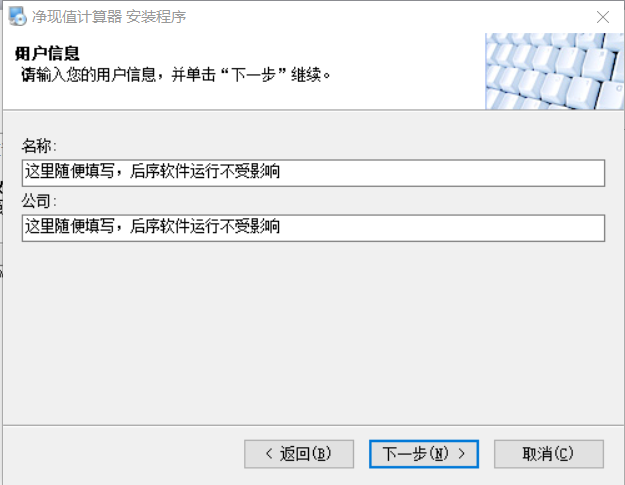 净现值计算器 安装程序
用户信息
请输入您的用户信息，并单击“下一步”继续。
名称:
这里随便填写，后序软件运行不受影响
公司:
这里随便填写，后序软件运行不受影响
< 返回(B)
下一步(N) >
取消(C)